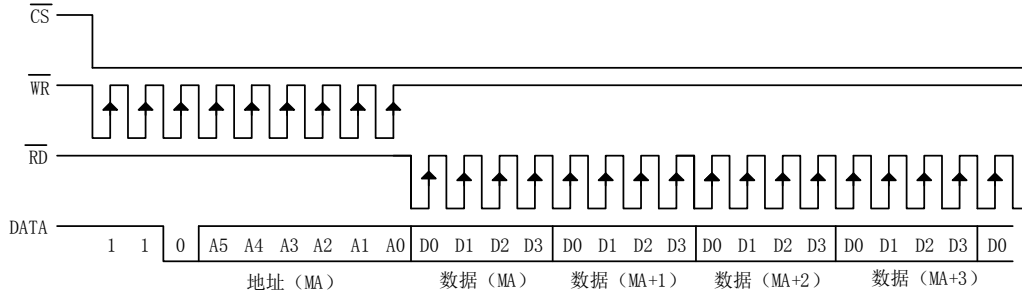 CS
WR
RD
DATA
1 1 0 A5 A4 A3 A2 A1 A0 D0 D1 D2 D3 D0 D1 D2 D3 D0 D1 D2 D3 D0 D1 D2 D3 D0
地址（MA） 数据（MA） 数据（MA+1） 数据（MA+2） 数据（MA+3）